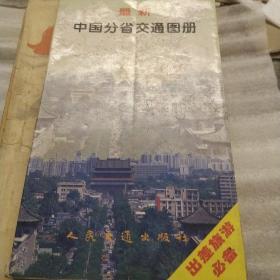 最新
中国分省交通图册
人民交通出版社
出差旅游
必备